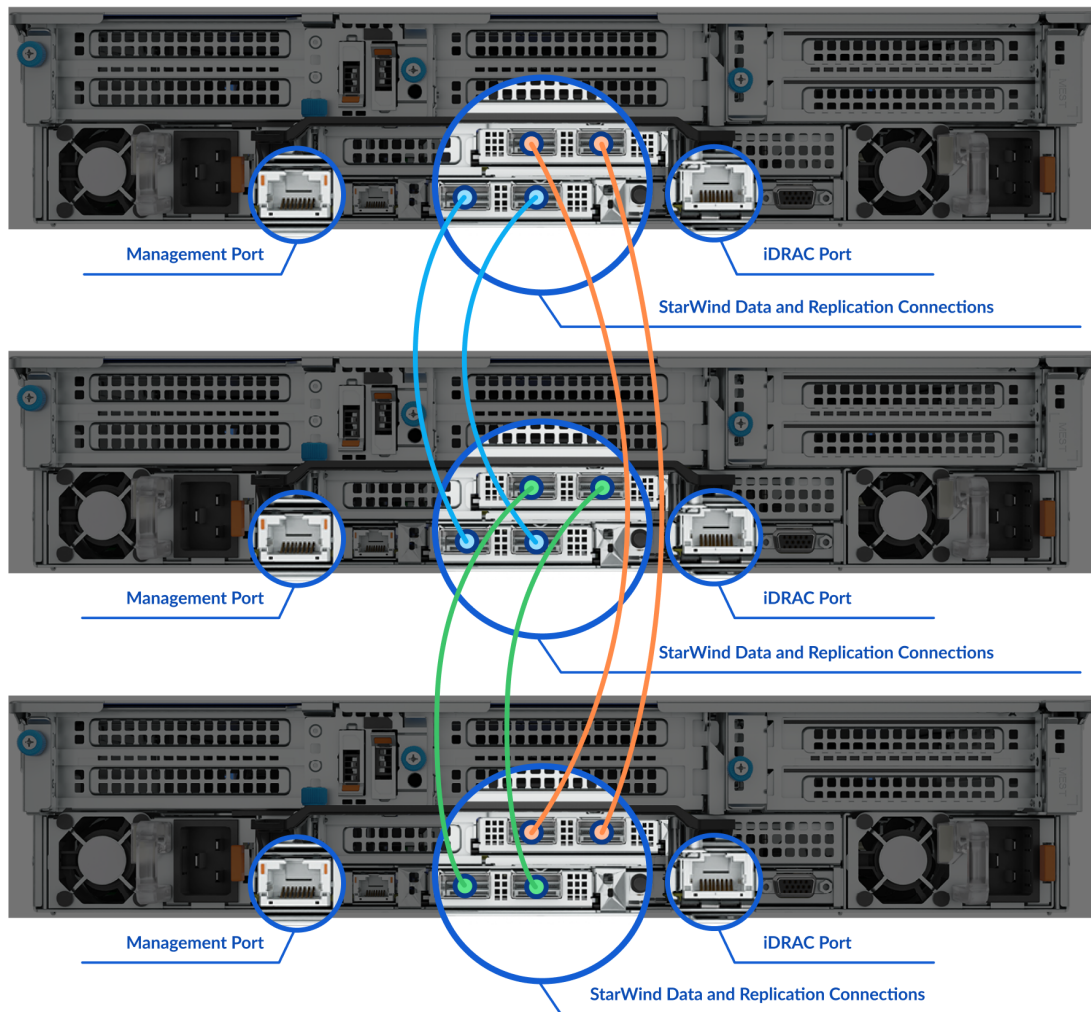 Management Port
iDRAC Port
StarWind Data and Replication Connections
Management Port
iDRAC Port
StarWind Data and Replication Connections
Management Port
iDRAC Port
StarWind Data and Replication Connections